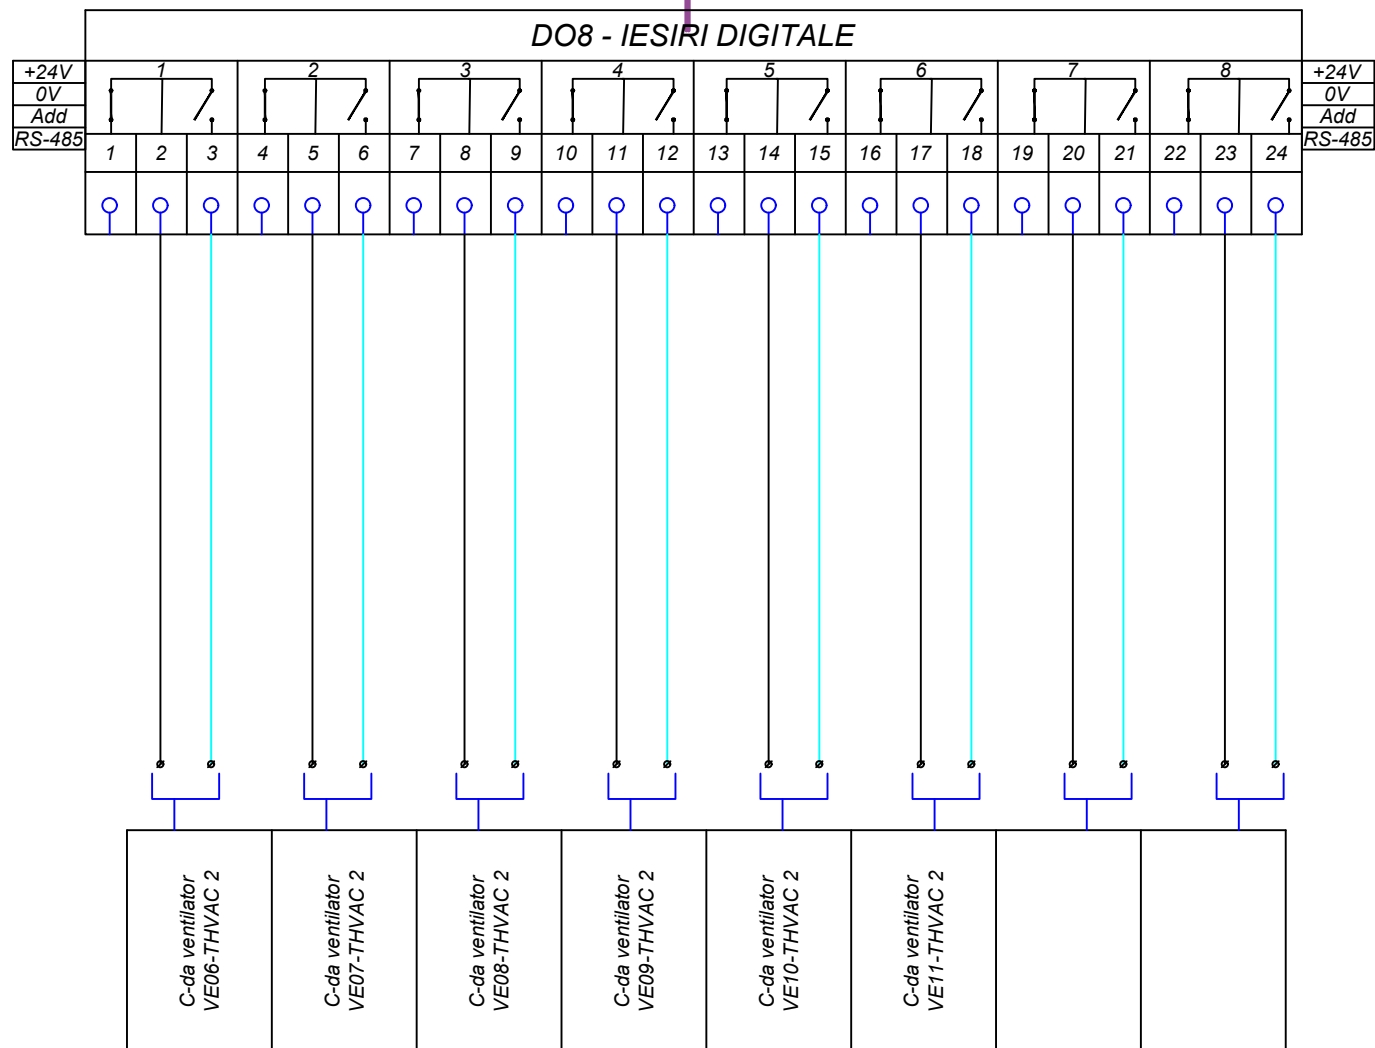 DO8 - IESIRI DIGITALE
+24V 1 2 3 4 5 6 7 8 +24V
0V 0V
Add Add
RS-485 1 2 3 4 5 6 7 8 9 10 11 12 13 14 15 16 17 18 19 20 21 22 23 24 RS-485
C-da ventilator
VE06-THVAC 2
C-da ventilator
VE07-THVAC 2
C-da ventilator
VE08-THVAC 2
C-da ventilator
VE09-THVAC 2
C-da ventilator
VE10-THVAC 2
C-da ventilator
VE11-THVAC 2